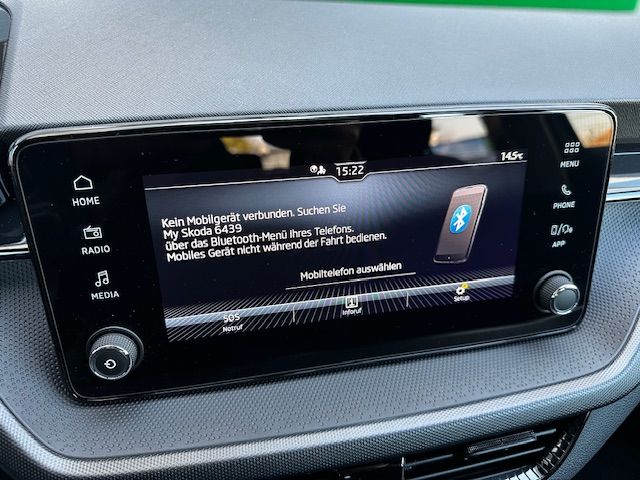 15:22
14.5°C
Kein Mobilgerät verbunden. Suchen Sie
My Skoda 6439
über das Bluetooth-Menü Ihres Telefons.
Mobiles Gerät nicht während der Fahrt bedienen.
Mobiltelefon auswählen
SOS
Notruf
Inforuf
Setup
HOME
RADIO
MEDIA
MENU
PHONE
APP